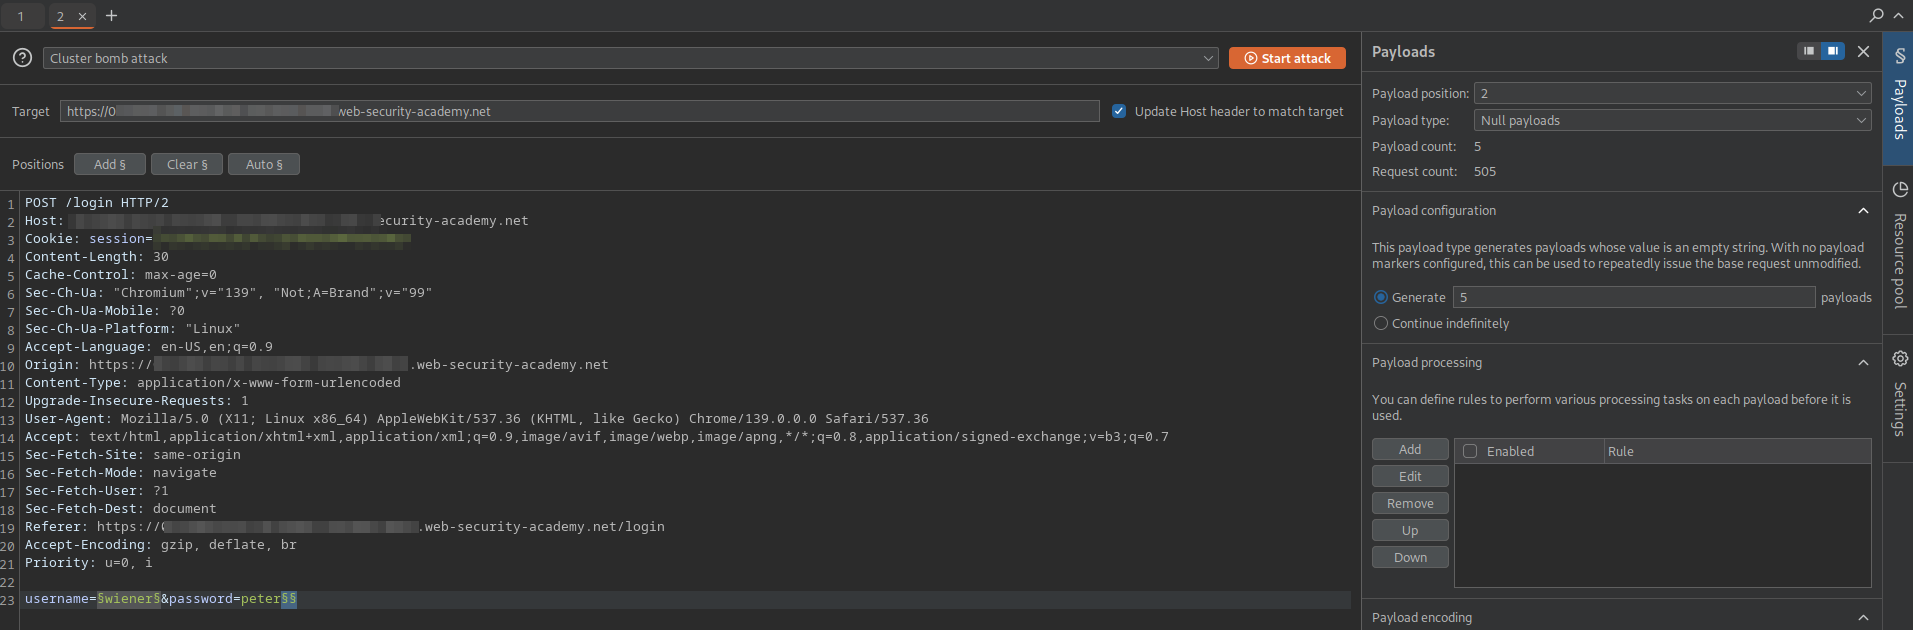 1
2
Cluster bomb attack
Start attack
Target
https://0 web-security-academy.net
Update Host header to match target
Positions
Add §
Clear §
Auto §
1 POST /login HTTP/2
2 Host: ecurity-academy.net
3 Cookie: session=
4 Content-Length: 30
5 Cache-Control: max-age=0
6 Sec-Ch-Ua: "Chromium";v="139", "Not;A=Brand";v="99"
7 Sec-Ch-Ua-Mobile: ?0
8 Sec-Ch-Ua-Platform: "Linux"
9 Accept-Language: en-US,en;q=0.9
10 Origin: https:// .web-security-academy.net
11 Content-Type: application/x-www-form-urlencoded
12 Upgrade-Insecure-Requests: 1
13 User-Agent: Mozilla/5.0 (X11; Linux x86_64) AppleWebKit/537.36 (KHTML, like Gecko) Chrome/139.0.0.0 Safari/537.36
14 Accept: text/html,application/xhtml+xml,application/xml;q=0.9,image/avif,image/webp,image/apng,*/*;q=0.8,application/signed-exchange;v=b3;q=0.7
15 Sec-Fetch-Site: same-origin
16 Sec-Fetch-Mode: navigate
17 Sec-Fetch-User: ?1
18 Sec-Fetch-Dest: document
19 Referer: https:// .web-security-academy.net/login
20 Accept-Encoding: gzip, deflate, br
21 Priority: u=0, i
22
23 username=§wiener§&password=peter§§
Payloads
Payload position: 2
Payload type: Null payloads
Payload count: 5
Request count: 505
Payload configuration
This payload type generates payloads whose value is an empty string. With no payload
markers configured, this can be used to repeatedly issue the base request unmodified.
Generate 5 payloads
Continue indefinitely
Payload processing
You can define rules to perform various processing tasks on each payload before it is
used.
Add
Edit
Remove
Up
Down
Enabled
Rule
Payload encoding
§ Payloads
Resource pool
Settings